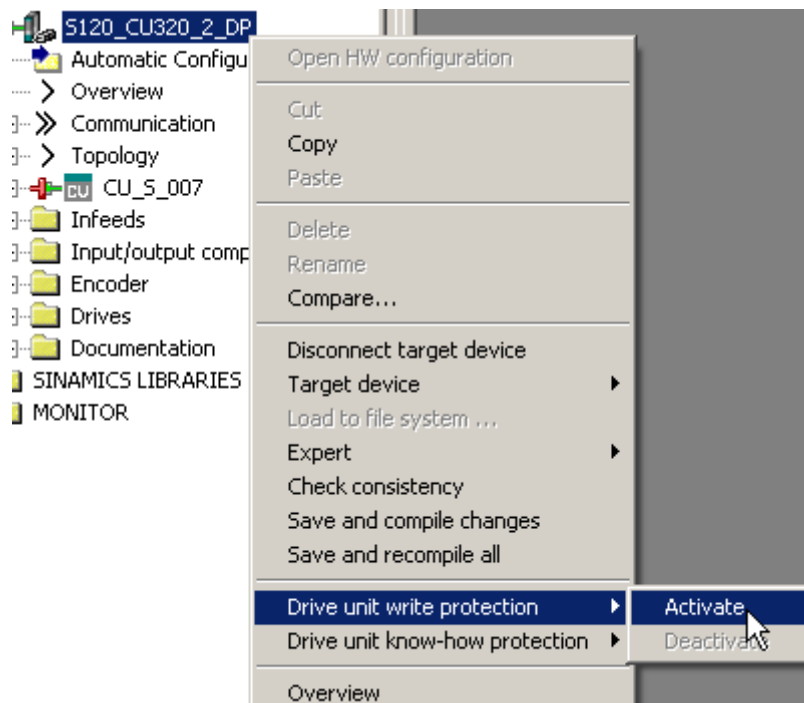 S120_CU320_2_DP
Automatic Configu
Overview
Communication
Topology
CU CU_S_007
Infeeds
Input/output comp
Encoder
Drives
Documentation
SINAMICS LIBRARIES
MONITOR
Open HW configuration
Cut
Copy
Paste
Delete
Rename
Compare...
Disconnect target device
Target device
Load to file system ...
Expert
Check consistency
Save and compile changes
Save and recompile all
Drive unit write protection
Drive unit know-how protection
Overview
Activate
Deactivate